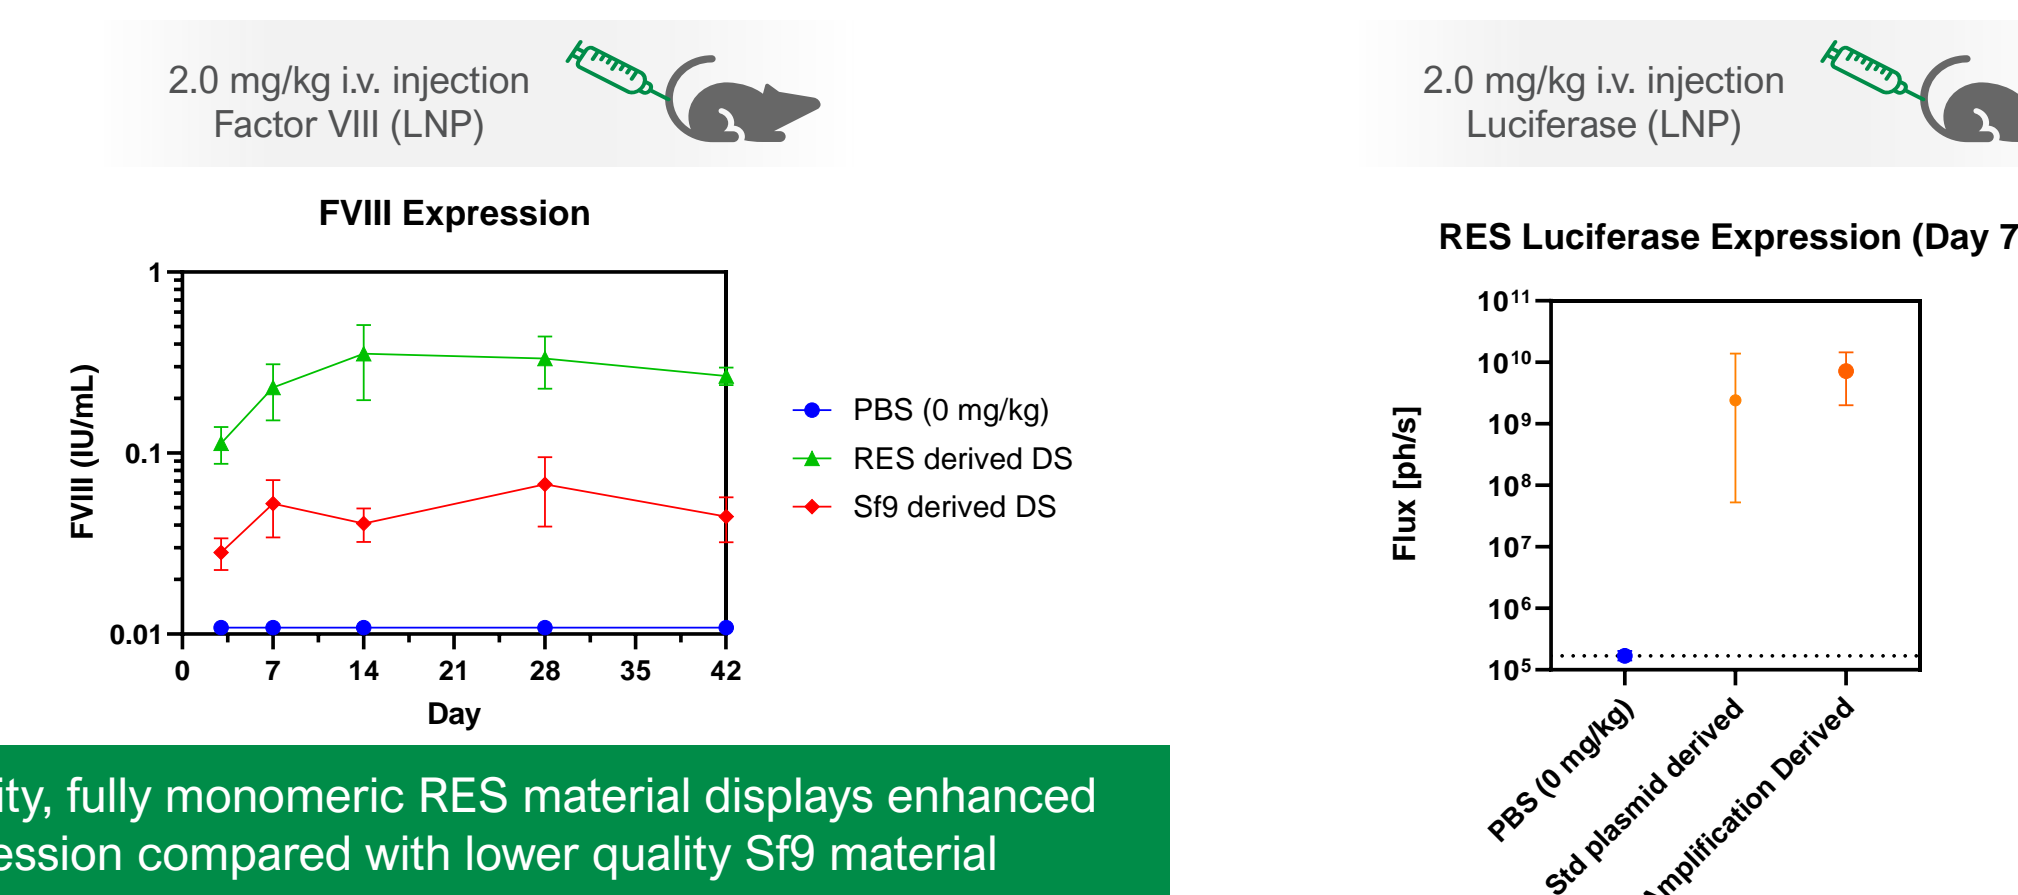 2.0 mg/kg i.v. injection
Factor VIII (LNP)
FVIII Expression
1
0.1
0.01
FVIII (IU/mL)
0
7
14
21
28
35
42
Day
PBS (0 mg/kg)
RES derived DS
Sf9 derived DS
fully monomeric RES material displays enhanced
compared with lower quality Sf9 material
2.0 mg/kg i.v. injection
Luciferase (LNP)
RES Luciferase Expression (Day 7
10¹¹
10¹⁰
10⁹
10⁸
10⁷
10⁶
10⁵
Flux [ph/s]
PBS (0 mg/kg)
Std plasmid derived
Amplification Derived